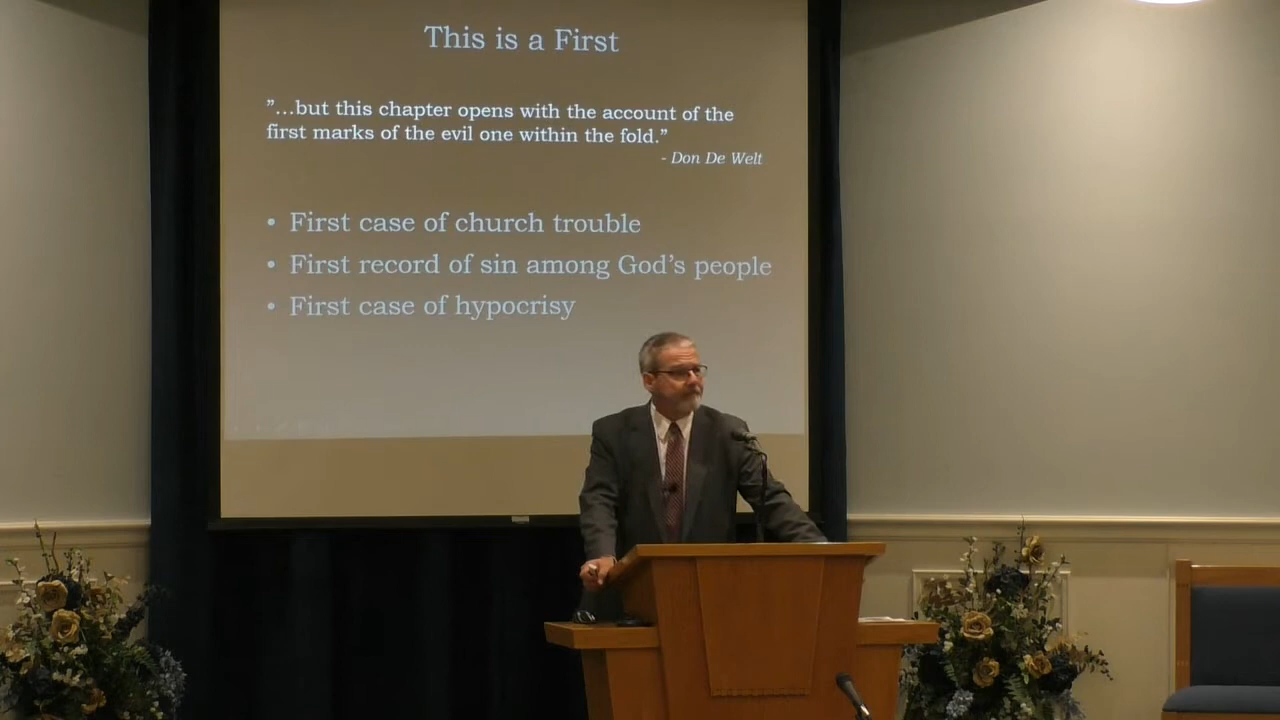 This is a First
”...but this chapter opens with the account of the
first marks of the evil one within the fold.”
- Don De Welt
• First case of church trouble
• First record of sin among God’s people
• First case of hypocrisy